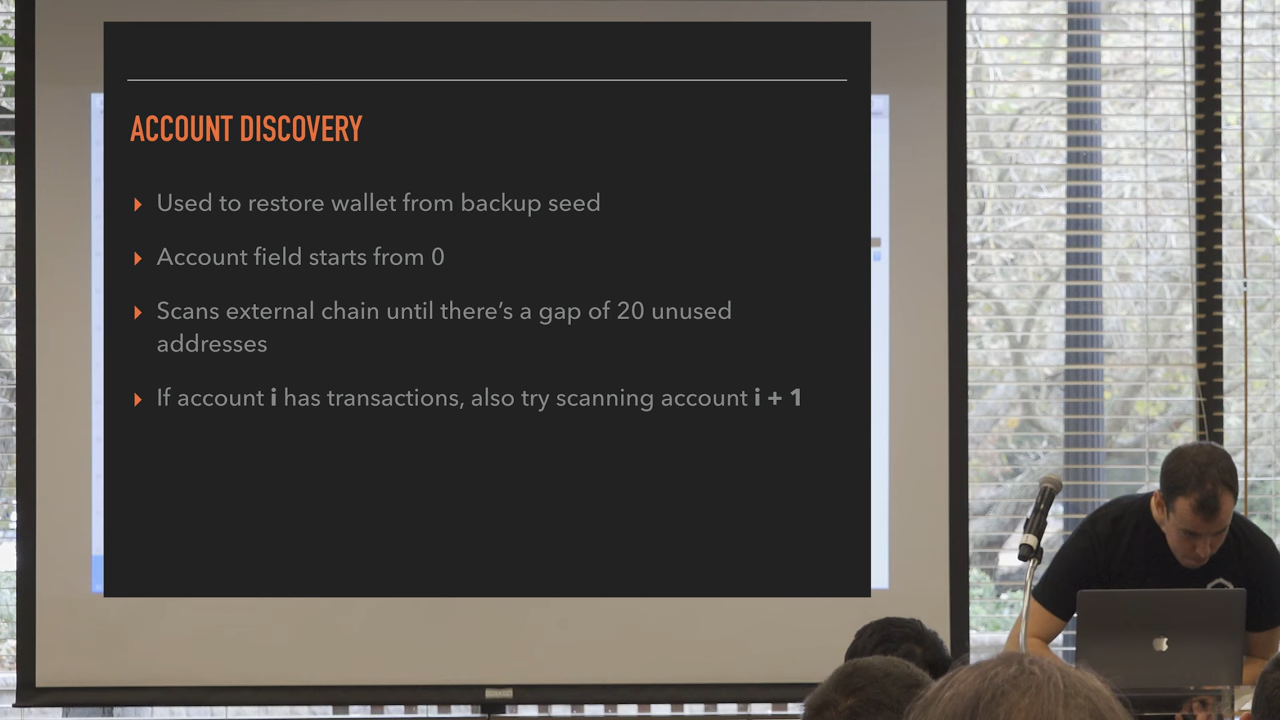 ACCOUNT DISCOVERY
Used to restore wallet from backup seed
Account field starts from 0
Scans external chain until there's a gap of 20 unused
addresses
If account i has transactions, also try scanning account i + 1